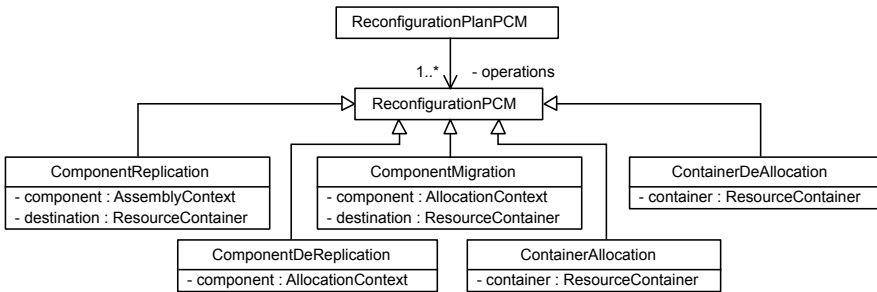 ReconfigurationPlanPCM
1..* - operations
ReconfigurationPCM
ComponentReplication
- component : AssemblyContext
- destination : ResourceContainer
ComponentMigration
- component : AllocationContext
- destination : ResourceContainer
ContainerDeAllocation
- container : ResourceContainer
ComponentDeReplication
- component : AllocationContext
ContainerAllocation
- container : ResourceContainer